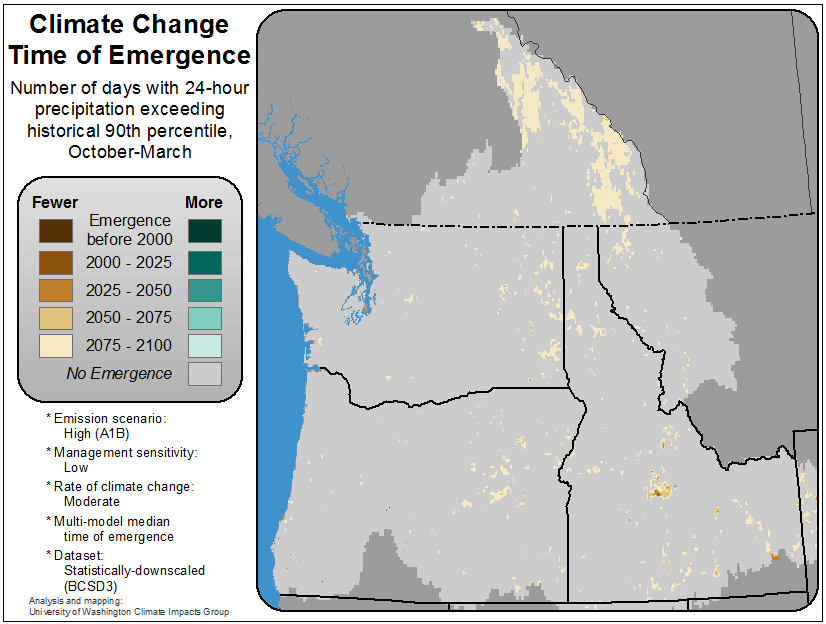 Climate Change
Time of Emergence
Number of days with 24-hour
precipitation exceeding
historical 90th percentile,
October-March
Fewer More
Emergence
before 2000
2000 - 2025
2025 - 2050
2050 - 2075
2075 - 2100
No Emergence
* Emission scenario:
High (A1B)
* Management sensitivity:
Low
* Rate of climate change:
Moderate
* Multi-model median
time of emergence
* Dataset:
Statistically-downscaled
(BCSD3)
Analysis and mapping:
University of Washington Climate Impacts Group